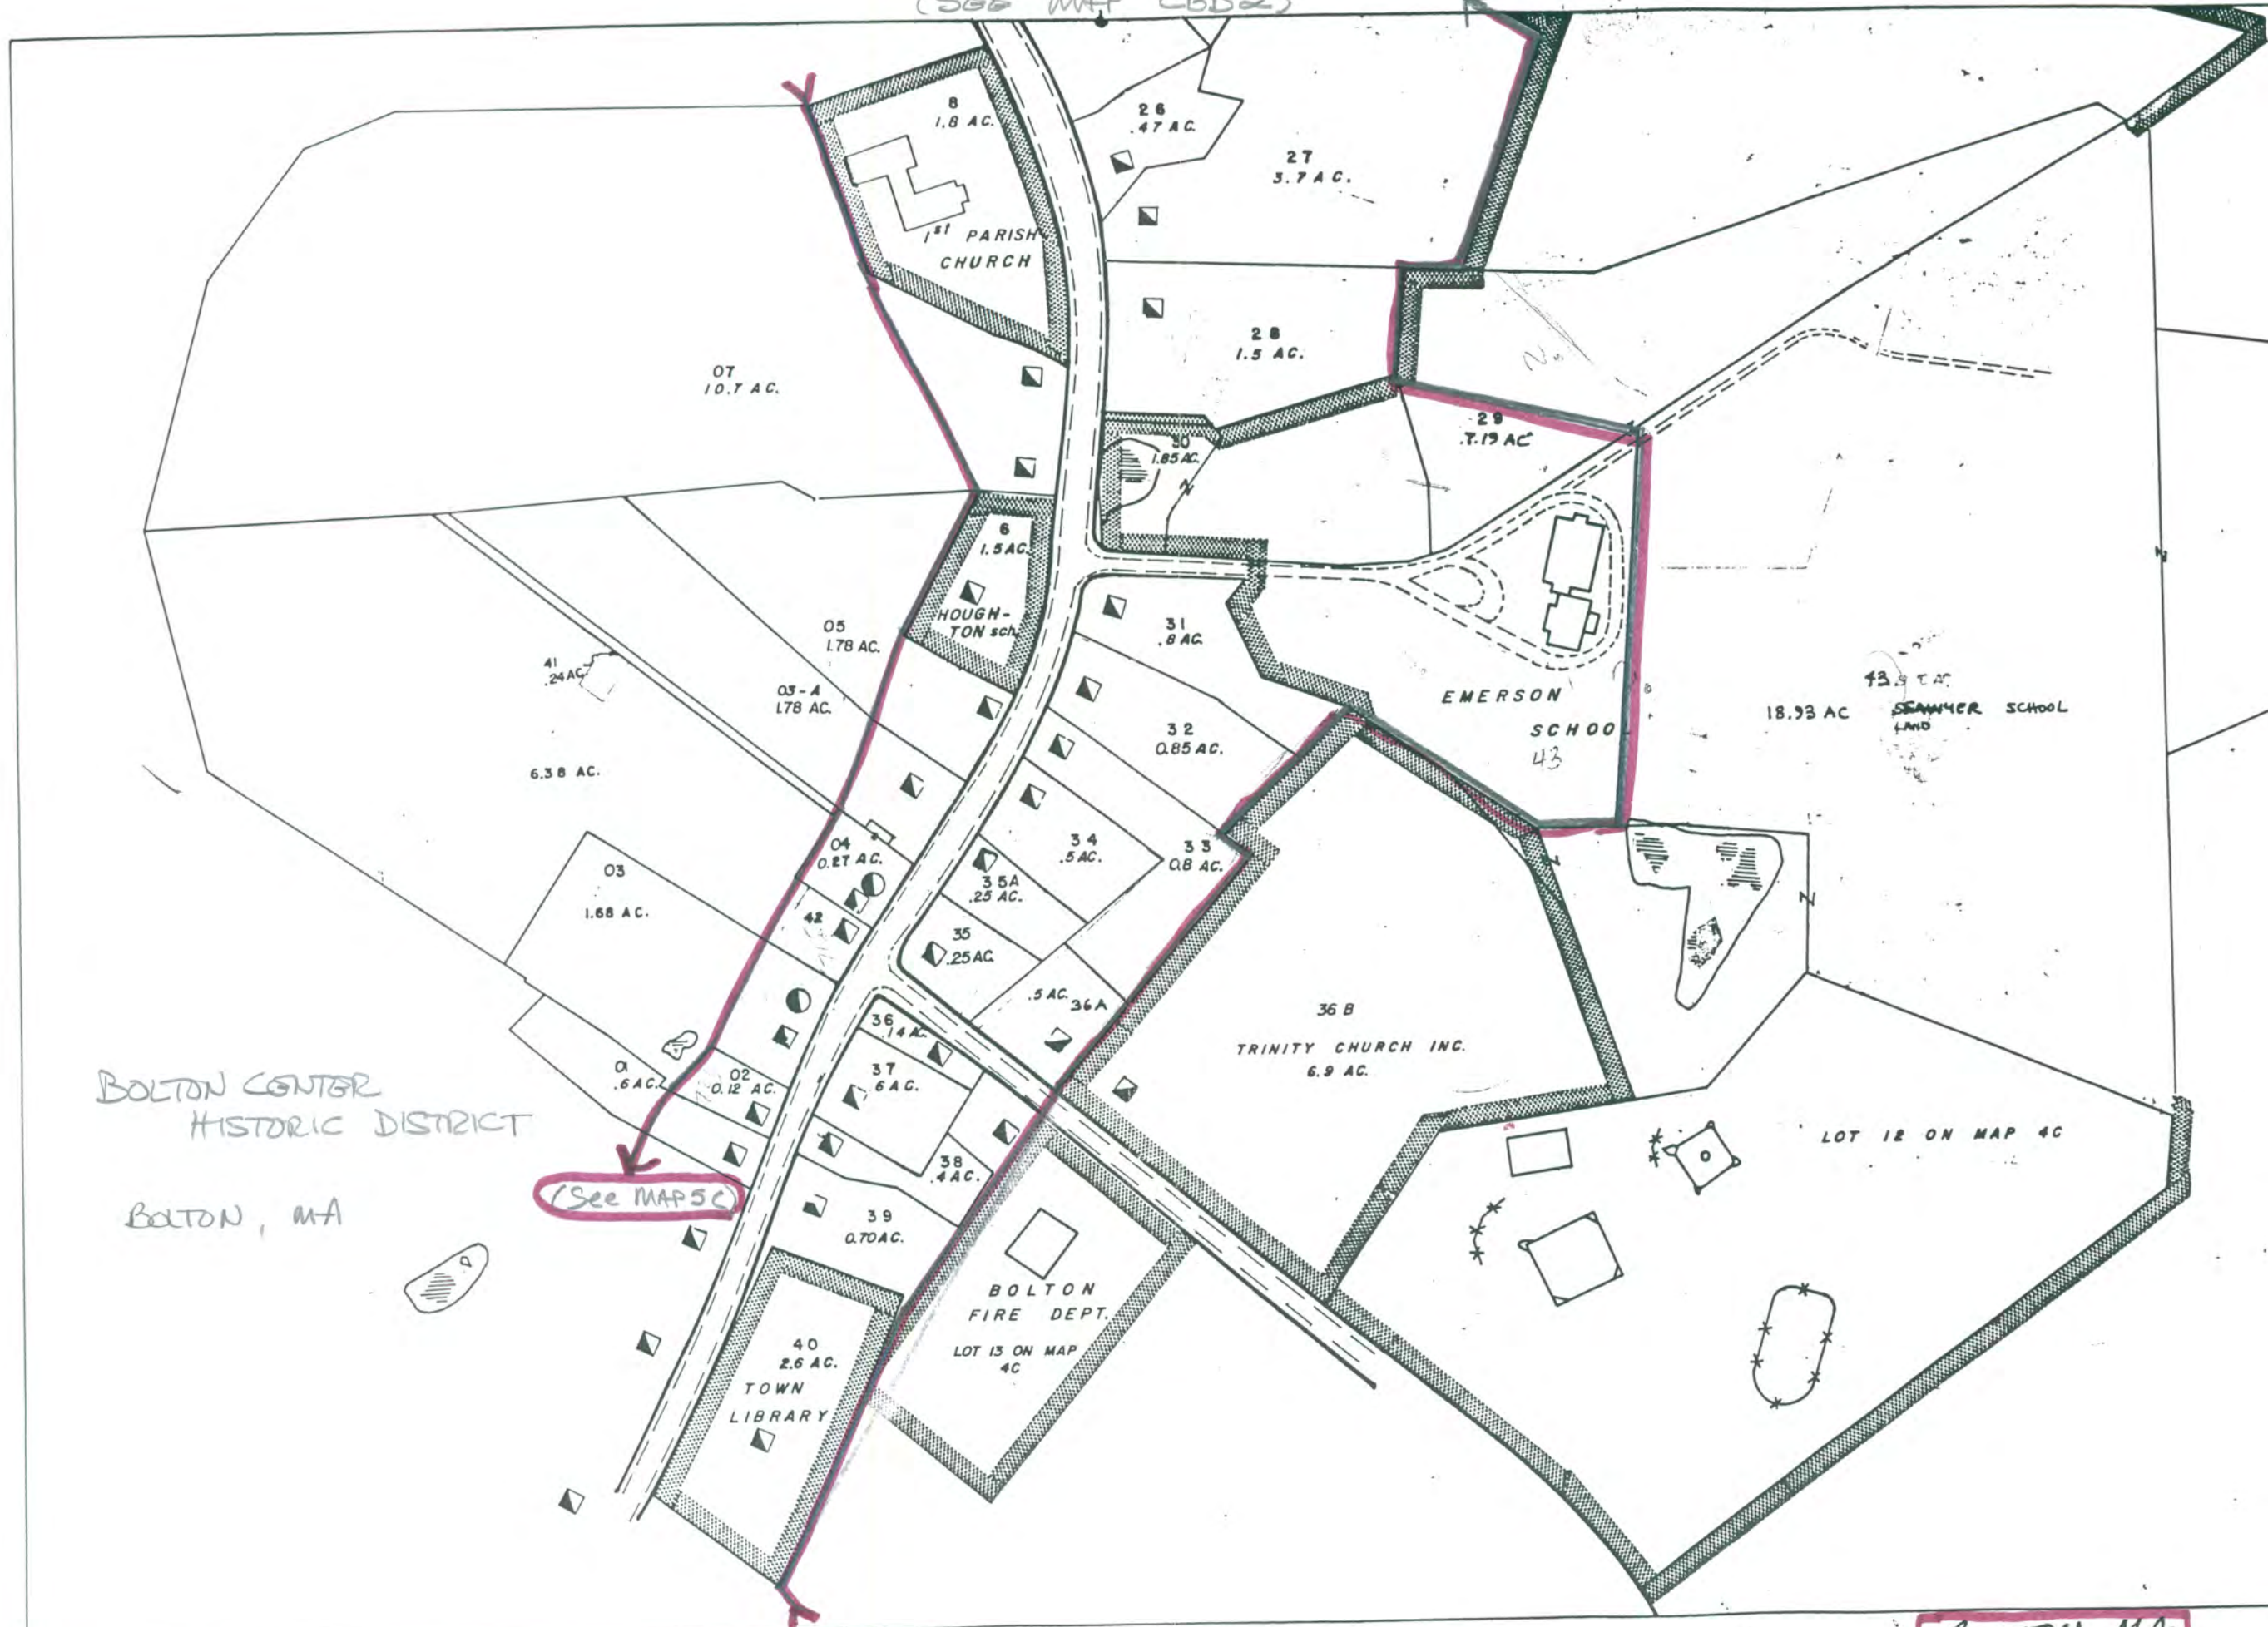 (SEE MAP
8
1.8 AC.
1st PARISH
CHURCH
26
.47 AC.
27
3.7 AC.
28
1.5 AC.
07
10.7 AC.
29
7.19 AC
30
1.85 AC.
6
1.5 AC.
HOUGH-
TON sch.
05
1.78 AC.
03-A
1.78 AC.
41
.24 AC.
6.38 AC.
31
.8 AC.
32
0.85 AC.
EMERSON
SCHOOL
43
18.93 AC
43
SCHOOL
LAND
34
.5 AC.
33
0.8 AC.
04
0.27 AC.
35A
.25 AC.
03
1.68 AC.
42
35
.25 AC.
.5 AC. 36A
36
.14 AC.
36 B
TRINITY CHURCH INC.
6.9 AC.
37
.6 AC.
01
.6 AC.
02
0.12 AC.
BOLTON CENTER
HISTORIC DISTRICT
BOLTON, MA
(See MAP 5C)
38
.4 AC.
39
0.70 AC.
LOT 12 ON MAP 4C
BOLTON
FIRE DEPT.
LOT 13 ON MAP
4C
40
2.6 AC.
TOWN
LIBRARY